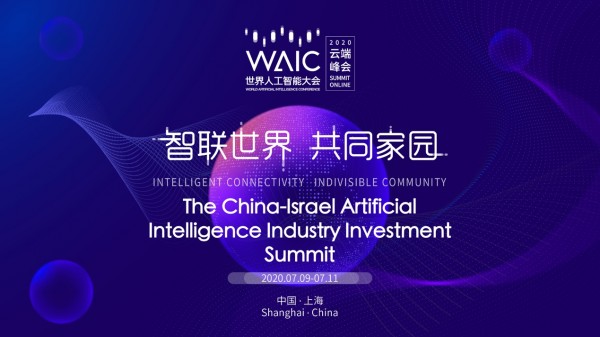 WAIC
世界人工智能大会
WORLD ARTIFICIAL INTELLIGENCE CONFERENCE
2020
云端
峰会
SUMMIT
ONLINE
智联世界 共同家园
INTELLIGENT CONNECTIVITY INDIVISIBLE COMMUNITY
The China-Israel Artificial
Intelligence Industry Investment
Summit
2020.07.09-07.11
中国·上海
Shanghai·China